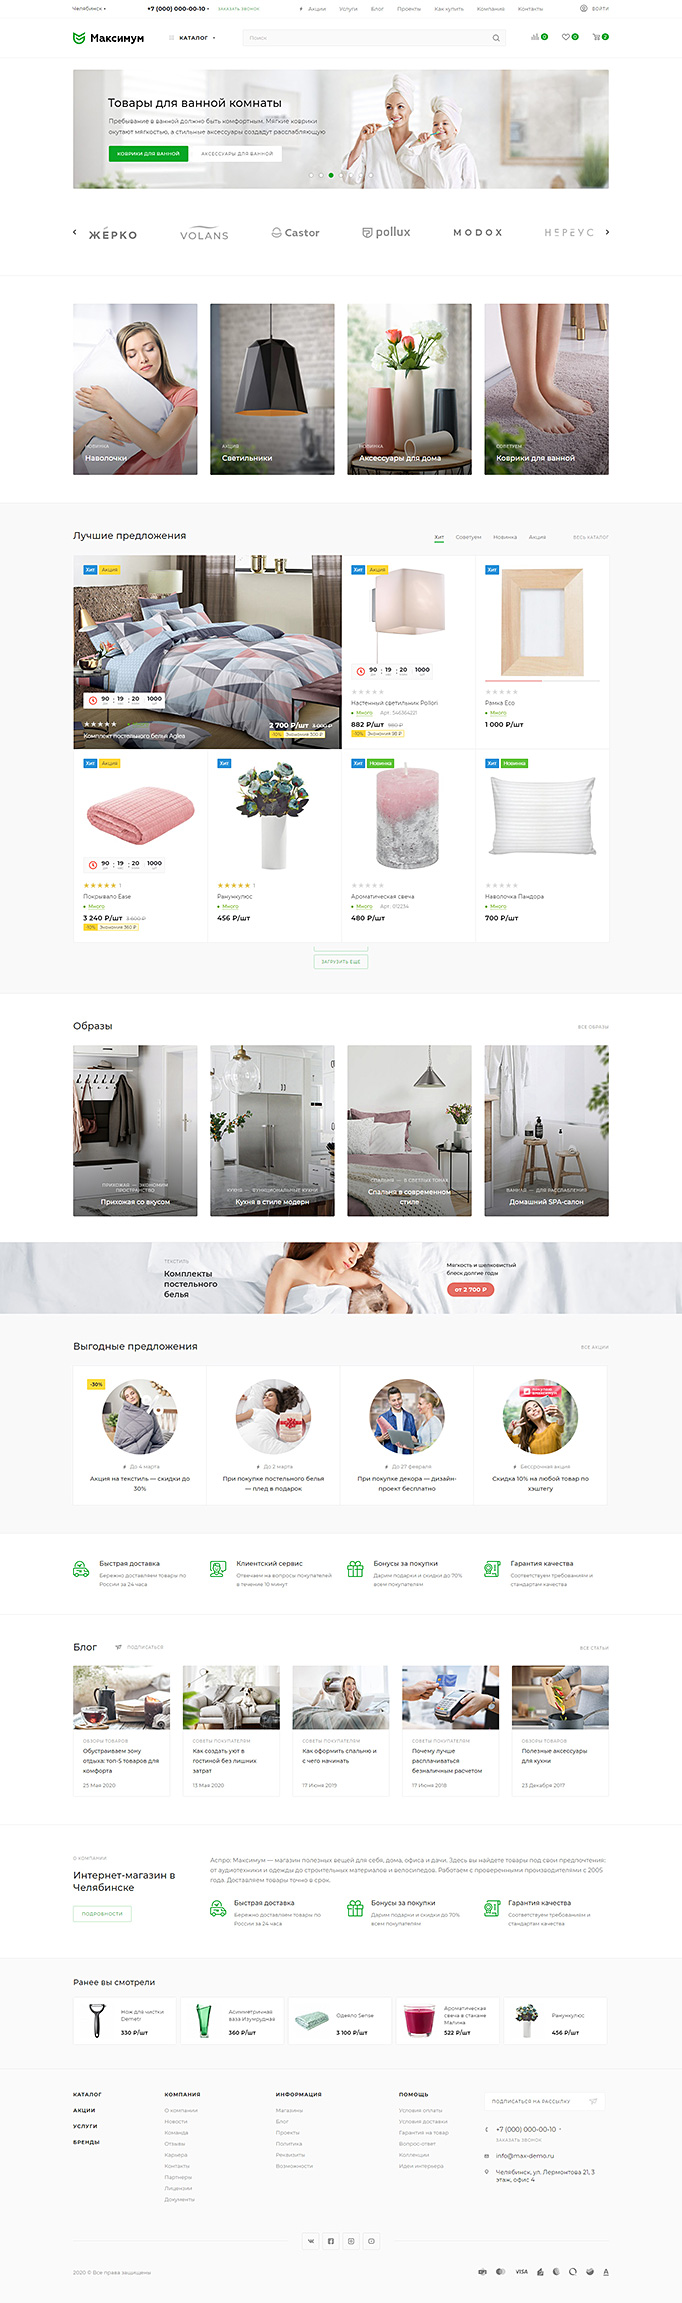 Челябинск
+7 (000) 000-00-10
ЗАКАЗАТЬ ЗВОНОК
Акции
Услуги
Блог
Проекты
Как купить
Компания
Контакты
ВОЙТИ
Максимум
КАТАЛОГ
Поиск
0
0
2
Товары для ванной комнаты
Пребывание в ванной должно быть комфортным. Мягкие коврики
окутают мягкостью, а стильные аксессуары создадут расслабляющую
КОВРИКИ ДЛЯ ВАННОЙ
АКСЕССУАРЫ ДЛЯ ВАННОЙ
ЖЕРКО
VOLANS
Castor
pollux
MODOX
НЕРЕУС
НОВИНКА
Наволочки
АКЦИЯ
Светильники
НОВИНКА
Аксессуары для дома
СОВЕТУЕМ
Коврики для ванной
Лучшие предложения
Хит
Советуем
Новинка
Акция
ВЕСЬ КАТАЛОГ
Хит Акция
90 : 19 : 20 1000
Комплект постельного белья Aglea
2 700 ₽/шт 3 000 ₽
-10% Экономия 300 ₽
Хит Акция
90 : 19 : 20 1000
Настенный светильник Pollori
Много Арт. 546364221
882 ₽/шт 980 ₽
-10% Экономия 98 ₽
Хит
Рамка Eco
Много
1 000 ₽/шт
Хит Акция
90 : 19 : 20 1000
1
Покрывало Ease
Много
3 240 ₽/шт 3 600 ₽
-10% Экономия 360 ₽
Хит
1
Ранункулюс
Много
456 ₽/шт
Хит Новинка
Ароматическая свеча
Много Арт. 012234
480 ₽/шт
Хит Новинка
Наволочка Пандора
Много
700 ₽/шт
ЗАГРУЗИТЬ ЕЩЕ
Образы
ВСЕ ОБРАЗЫ
ПРИХОЖАЯ — ЭКОНОМИМ
ПРОСТРАНСТВО
Прихожая со вкусом
КУХНЯ — ФУНКЦИОНАЛЬНЫЕ КУХНИ
Кухня в стиле модерн
СПАЛЬНЯ — В СВЕТЛЫХ ТОНАХ
Спальня в современном
стиле
ВАННАЯ — ДЛЯ РАССЛАБЛЕНИЯ
Домашний SPA-салон
ТЕКСТИЛЬ
Комплекты
постельного
белья
Мягкость и шелковистый
блеск долгие годы
от 2 700 ₽
Выгодные предложения
ВСЕ АКЦИИ
-30%
До 4 марта
Акция на текстиль — скидки до
30%
До 2 марта
При покупке постельного белья
— плед в подарок
До 27 февраля
При покупке декора — дизайн-
проект бесплатно
Бессрочная акция
Скидка 10% на любой товар по
хэштегу
Быстрая доставка
Бережно доставляем товары по
России за 24 часа
Клиентский сервис
Отвечаем на вопросы покупателей
в течение 10 минут
Бонусы за покупки
Дарим подарки и скидки до 70%
всем покупателям
Гарантия качества
Соответствуем требованиям и
стандартам качества
Блог
ПОДПИСАТЬСЯ
ВСЕ СТАТЬИ
ОБЗОРЫ ТОВАРОВ
Обустраиваем зону
отдыха: топ-5 товаров для
комфорта
25 Мая 2020
СОВЕТЫ ПОКУПАТЕЛЯМ
Как создать уют в
гостиной без лишних
затрат
13 Мая 2020
СОВЕТЫ ПОКУПАТЕЛЯМ
Как оформить спальню и
с чего начинать
17 Июня 2019
СОВЕТЫ ПОКУПАТЕЛЯМ
Почему лучше
расплачиваться
безналичным расчетом
17 Июня 2018
ОБЗОРЫ ТОВАРОВ
Полезные аксессуары
для кухни
23 Декабря 2017
О КОМПАНИИ
Интернет-магазин в
Челябинске
ПОДРОБНОСТИ
Аспро: Максимум — магазин полезных вещей для себя, дома, офиса и дачи. Здесь вы найдете товары под свои предпочтения:
от аудиотехники и одежды до строительных материалов и велосипедов. Работаем с проверенными производителями с 2005
года. Доставляем товары точно в срок.
Быстрая доставка
Бережно доставляем товары по
России за 24 часа
Бонусы за покупки
Дарим подарки и скидки до 70%
всем покупателям
Гарантия качества
Соответствуем требованиям и
стандартам качества
Ранее вы смотрели
Нож для чистки
Demetr
330 ₽/шт
Асимметричная
ваза Изумрудная
360 ₽/шт
Одеяло Sense
3 100 ₽/шт
Ароматическая
свеча в стакане
Малина
522 ₽/шт
Ранункулюс
456 ₽/шт
КАТАЛОГ
АКЦИИ
УСЛУГИ
БРЕНДЫ
КОМПАНИЯ
О компании
Новости
Команда
Отзывы
Карьера
Контакты
Партнеры
Лицензии
Документы
ИНФОРМАЦИЯ
Магазины
Блог
Проекты
Политика
Реквизиты
Возможности
ПОМОЩЬ
Условия оплаты
Условия доставки
Гарантия на товар
Вопрос-ответ
Коллекции
Идеи интерьера
ПОДПИСАТЬСЯ НА РАССЫЛКУ
+7 (000) 000-00-10
ЗАКАЗАТЬ ЗВОНОК
info@max-demo.ru
Челябинск, ул. Лермонтова 21, 3
этаж, офис 4
2020 © Все права защищены
VISA